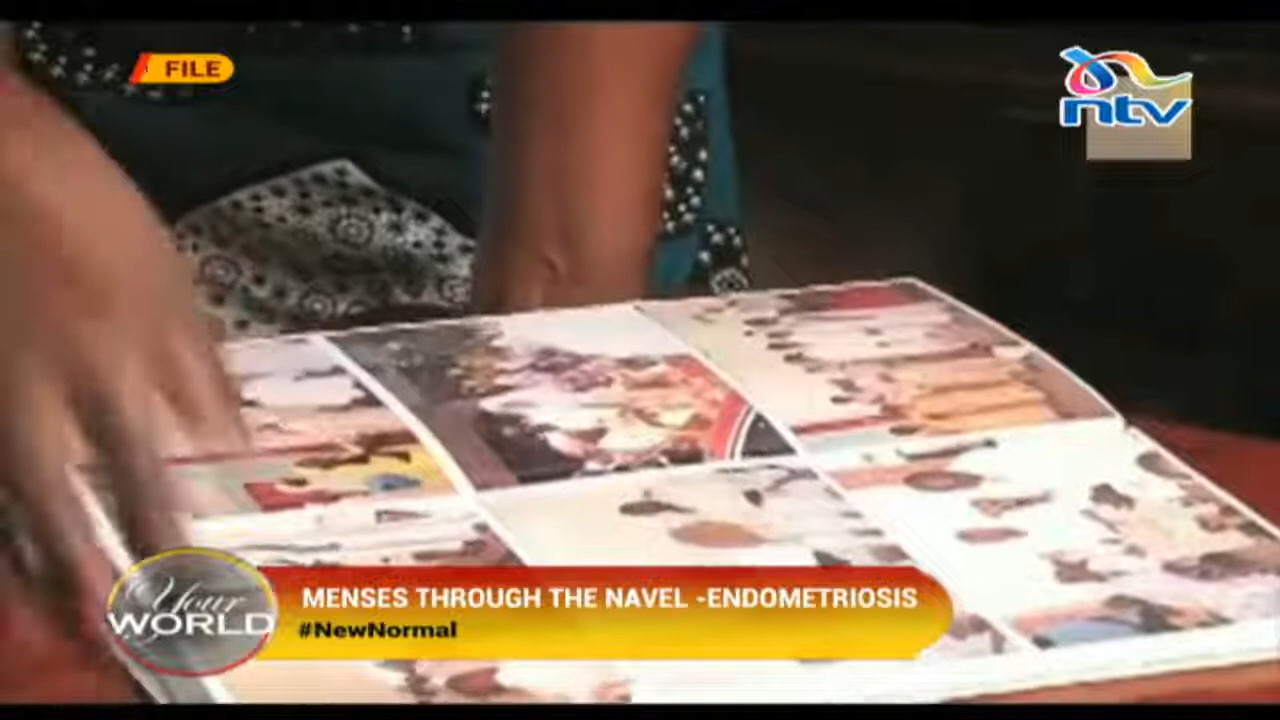 FILE
ntv
Your
WORLD
MENSES THROUGH THE NAVEL -ENDOMETRIOSIS
#NewNormal